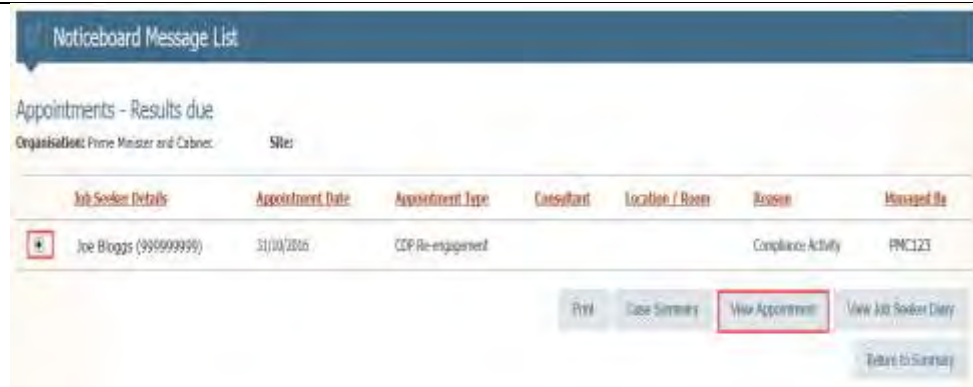 Noticeboard Message List
Appointments - Results due
Organisation: Prime Minister and Cabinet Site:
Job Seeker Details Appointment Date Appointment Type Consultant Location / Room Reason Managed By
Joe Bloggs (999999999) 31/10/2016 CDP Re-engagement Compliance Activity PMC123
Print Case Summary View Appointment View Job Seeker Diary
Return to Summary